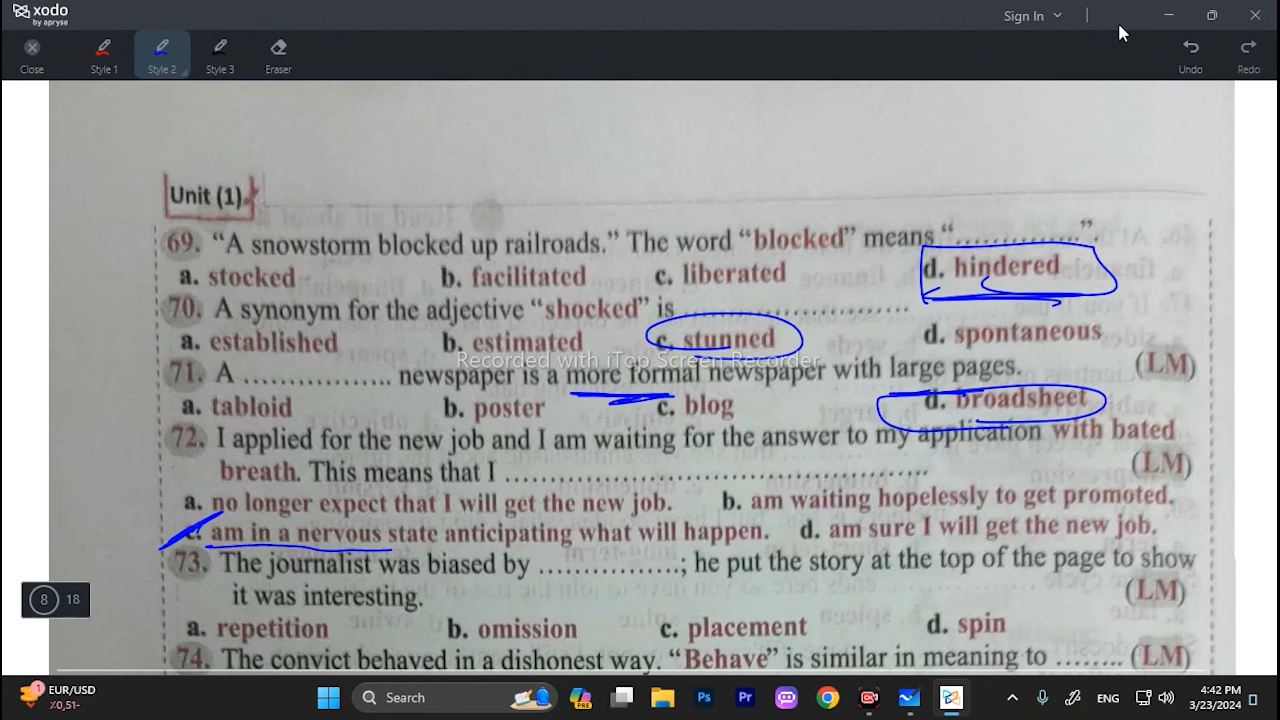 xodo
by apryse
Sign In
Close
Style 1
Style 2
Style 3
Eraser
Undo
Redo
Unit (1)
69. “A snowstorm blocked up railroads.” The word “blocked” means “..............”.
a. stocked b. facilitated c. liberated d. hindered
70. A synonym for the adjective “shocked” is ..........................
a. established b. estimated c. stunned d. spontaneous
Recorded with iTop Screen Recorder
71. A ................ newspaper is a more formal newspaper with large pages. (LM)
a. tabloid b. poster c. blog d. broadsheet
72. I applied for the new job and I am waiting for the answer to my application with bated
breath. This means that I .............................................. (LM)
a. no longer expect that I will get the new job. b. am waiting hopelessly to get promoted.
c. am in a nervous state anticipating what will happen. d. am sure I will get the new job.
73. The journalist was biased by ................; he put the story at the top of the page to show
it was interesting. (LM)
a. repetition b. omission c. placement d. spin
74. The convict behaved in a dishonest way. “Behave” is similar in meaning to ........ (LM)
8 18
1
EUR/USD
٪0,51-
Search
PRE
Ps
Pr
ENG
4:42 PM
3/23/2024